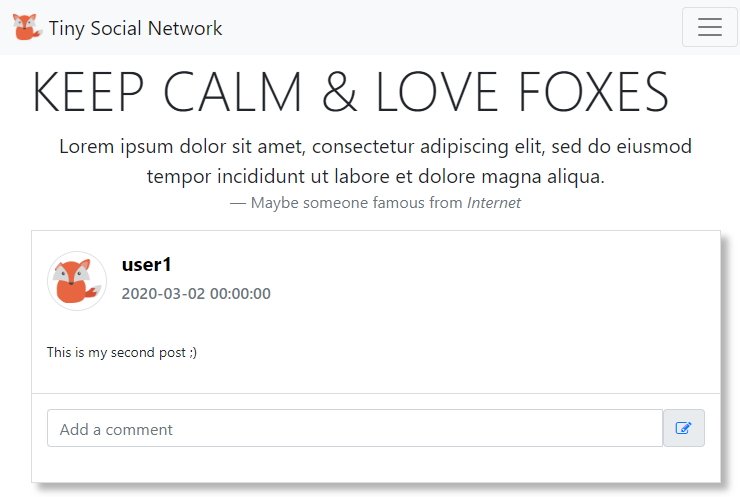 Tiny Social Network
KEEP CALM & LOVE FOXES
Lorem ipsum dolor sit amet, consectetur adipiscing elit, sed do eiusmod
tempor incididunt ut labore et dolore magna aliqua.
— Maybe someone famous from Internet
user1
2020-03-02 00:00:00
This is my second post ;)
Add a comment